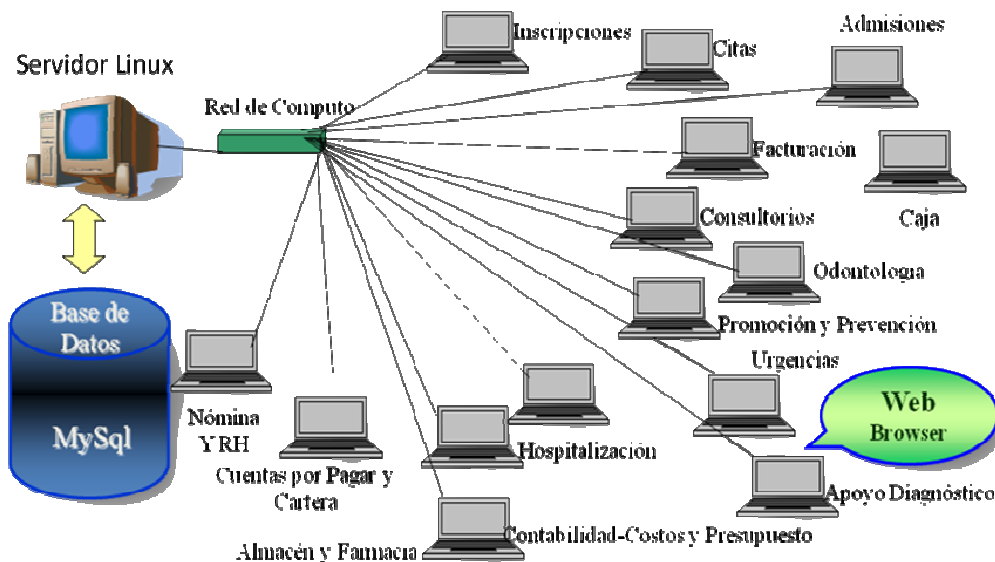 Inscripciones
Admisiones
Citas
Servidor Linux
Red de Computo
Facturación
Consultorios
Caja
Odontologia
Base de
Datos
Promoción y Prevención
Urgencias
Web
Browser
Nómina
Y RH
MySql
Hospitalización
Cuentas por Pagar y
Cartera
Apoyo Diagnóstico
Contabilidad-Costos y Presupuesto
Almacén y Farmacia